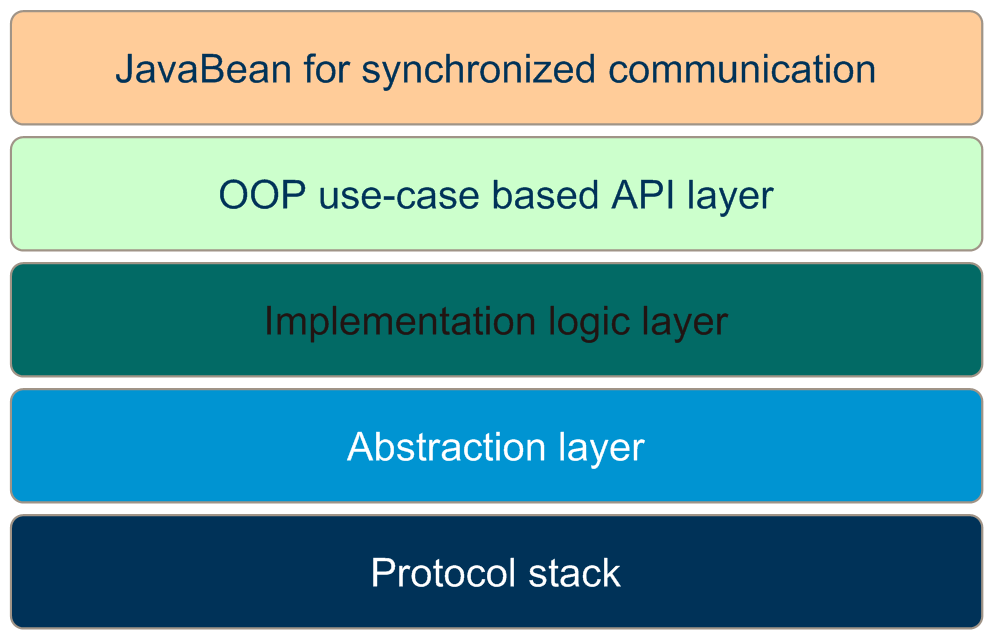 JavaBean for synchronized communication
OOP use-case based API layer
Implementation logic layer
Abstraction layer
Protocol stack